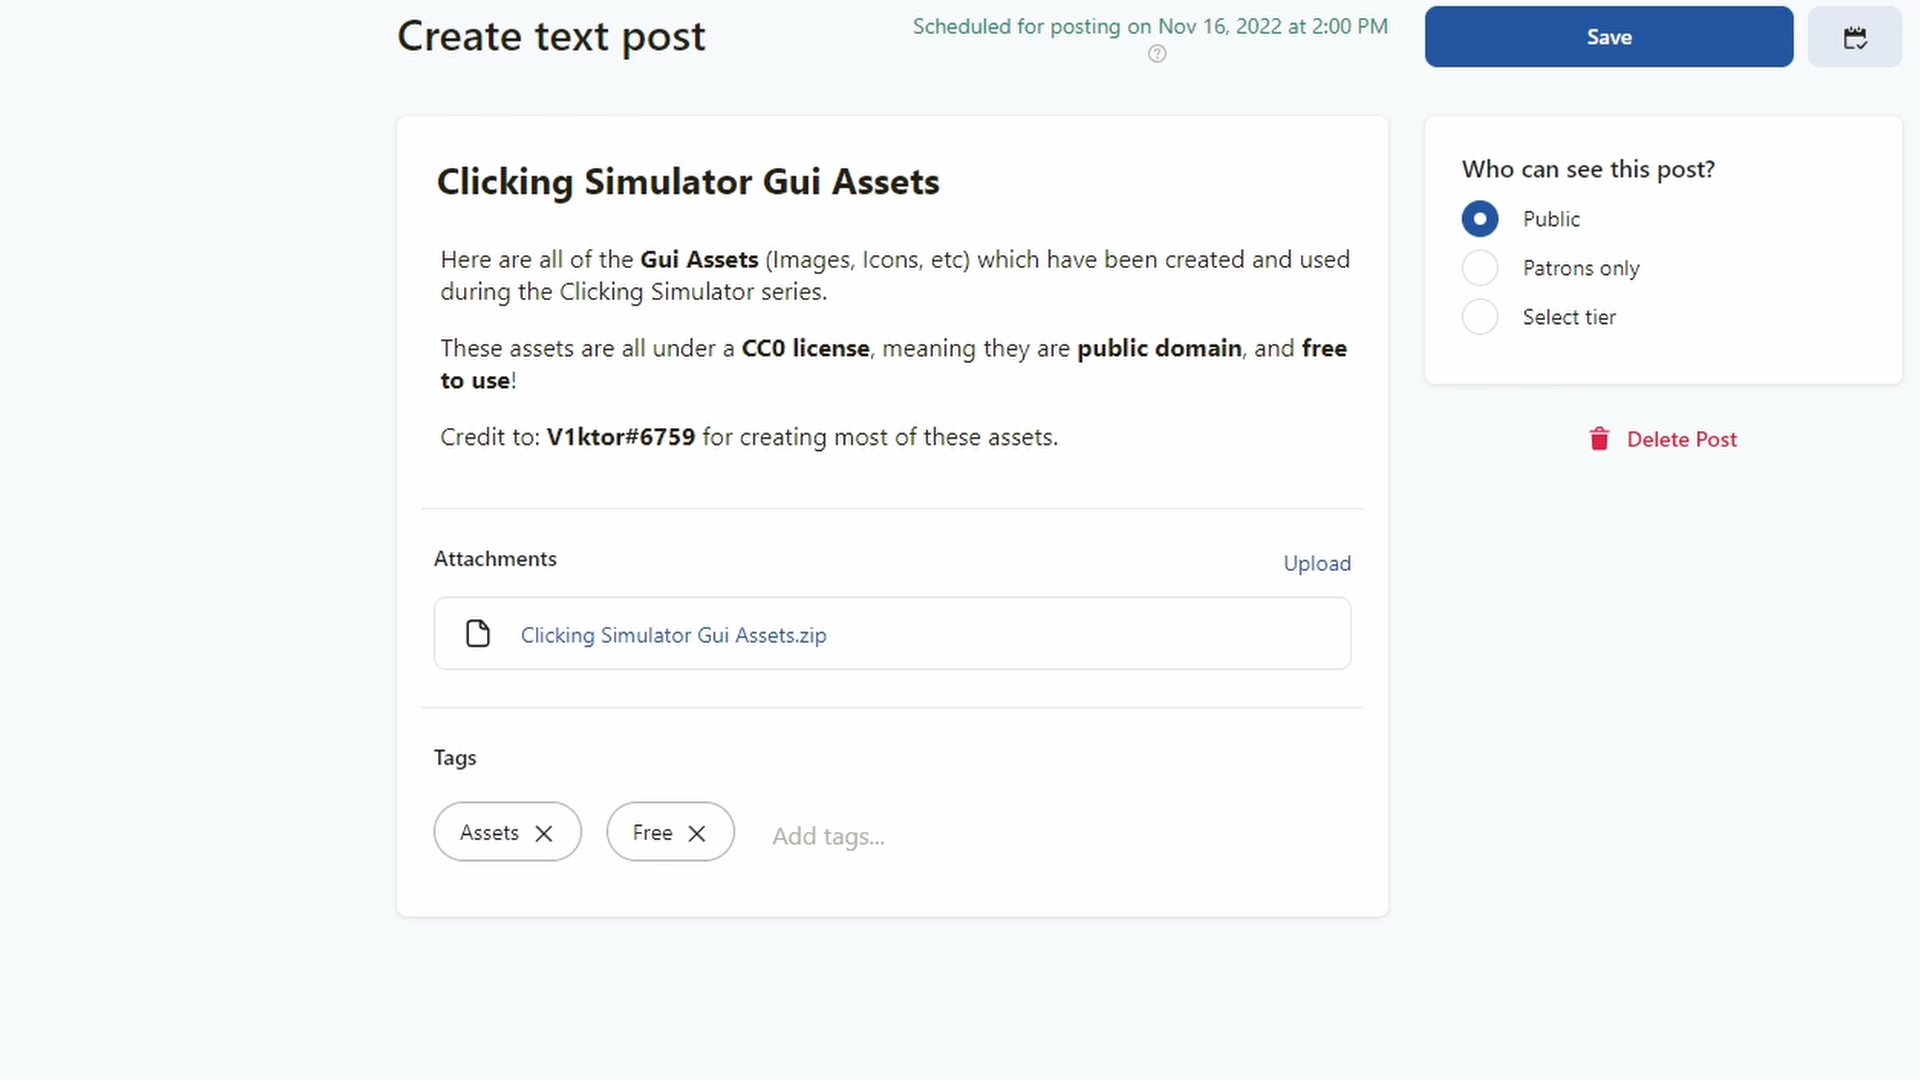 Create text post
Scheduled for posting on Nov 16, 2022 at 2:00 PM
Save
Clicking Simulator Gui Assets
Here are all of the Gui Assets (Images, Icons, etc) which have been created and used
during the Clicking Simulator series.
These assets are all under a CC0 license, meaning they are public domain, and free
to use!
Credit to: V1ktor#6759 for creating most of these assets.
Attachments
Upload
Clicking Simulator Gui Assets.zip
Tags
Assets
Free
Add tags...
Who can see this post?
Public
Patrons only
Select tier
Delete Post